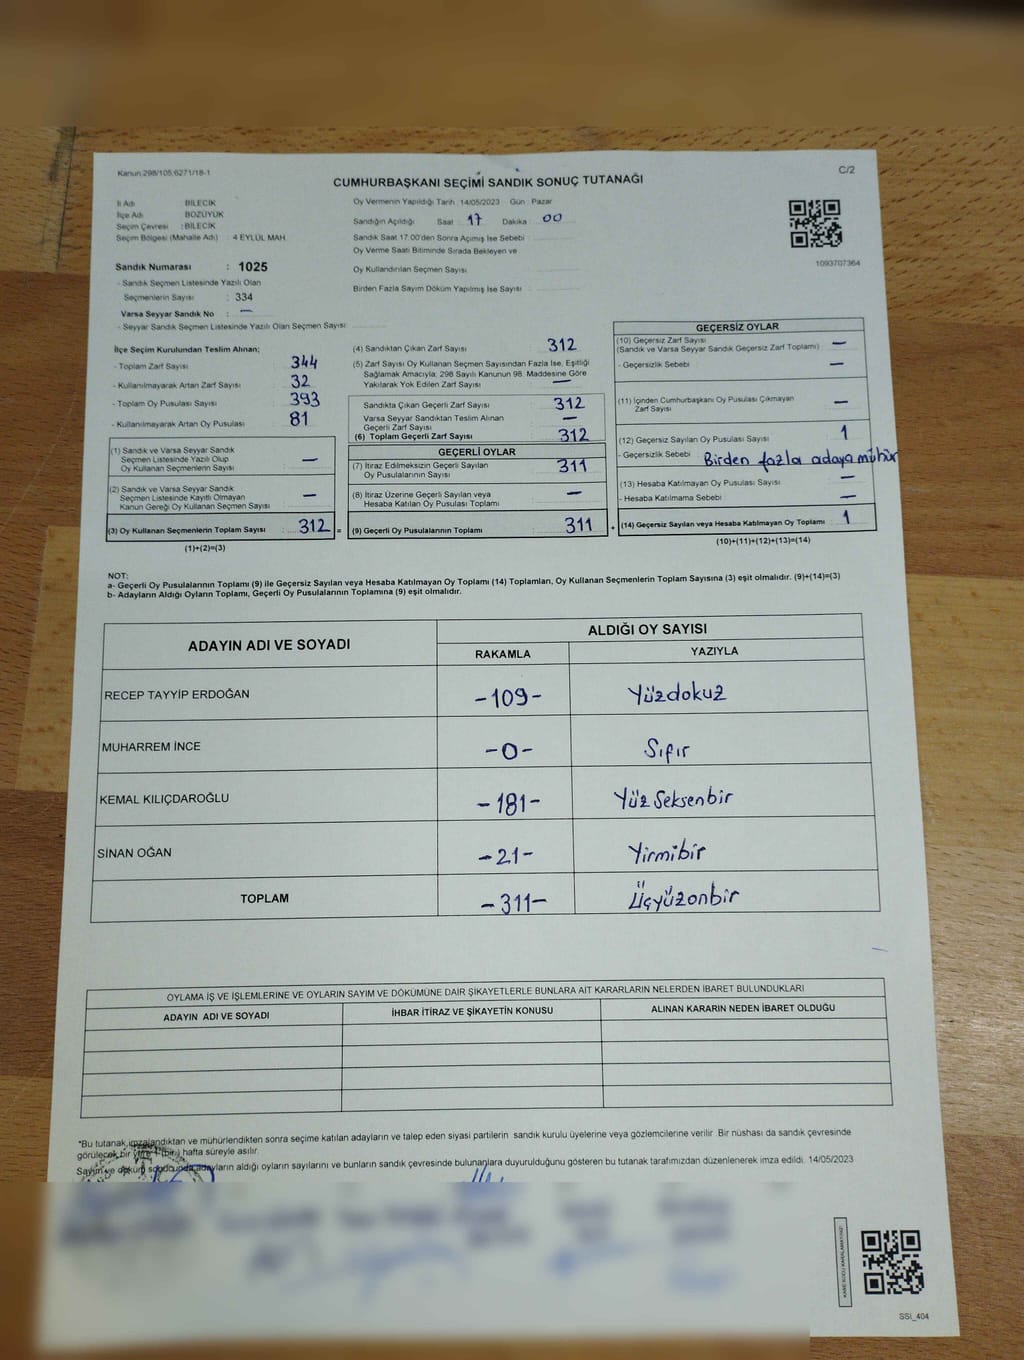 Kanun:298/105,6271/18-1
C/2
CUMHURBAŞKANI SEÇİMİ SANDIK SONUÇ TUTANAĞI
İl Adı BİLECİK
İlçe Adı BOZÜYÜK
Seçim Çevresi : BİLECİK
Seçim Bölgesi (Mahalle Adı) : 4 EYLÜL MAH.
Sandık Numarası : 1025
- Sandık Seçmen Listesinde Yazılı Olan
Seçmenlerin Sayısı : 334
Varsa Seyyar Sandık No : —
- Seyyar Sandık Seçmen Listesinde Yazılı Olan Seçmen Sayısı:
Oy Vermenin Yapıldığı Tarih :14/05/2023 Gün : Pazar
Sandığın Açıldığı Saat : 17 Dakika : 00
Sandık Saat 17.00'den Sonra Açımış İse Sebebi :
Oy Verme Saati Bitiminde Sırada Bekleyen ve
Oy Kullandırılan Seçmen Sayısı
Birden Fazla Sayım Döküm Yapılmış İse Sayısı :
1093707364
İlçe Seçim Kurulundan Teslim Alınan;
- Toplam Zarf Sayısı : 344
- Kullanılmayarak Artan Zarf Sayısı : 32
- Toplam Oy Pusulası Sayısı : 393
- Kullanılmayarak Artan Oy Pusulası : 81
(1) Sandık ve Varsa Seyyar Sandık
Seçmen Listesinde Yazılı Olup
Oy Kullanan Seçmenlerin Sayısı : —
(2) Sandık ve Varsa Seyyar Sandık
Seçmen Listesinde Kayıtlı Olmayan
Kanun Gereği Oy Kullanan Seçmen Sayısı : —
(3) Oy Kullanan Seçmenlerin Toplam Sayısı : 312 =
(1)+(2)=(3)
(4) Sandıktan Çıkan Zarf Sayısı : 312
(5) Zarf Sayısı Oy Kullanan Seçmen Sayısından Fazla İse, Eşitliği
Sağlamak Amacıyla; 298 Sayılı Kanunun 98. Maddesine Göre
Yakılarak Yok Edilen Zarf Sayısı : —
Sandıkta Çıkan Geçerli Zarf Sayısı : 312
Varsa Seyyar Sandıktan Teslim Alınan
Geçerli Zarf Sayısı : —
(6) Toplam Geçerli Zarf Sayısı : 312
GEÇERLİ OYLAR
(7) İtiraz Edilmeksizin Geçerli Sayılan
Oy Pusulalarının Sayısı : 311
(8) İtiraz Üzerine Geçerli Sayılan veya
Hesaba Katılan Oy Pusulası Toplamı : —
(9) Geçerli Oy Pusulalarının Toplamı : 311 +
GEÇERSİZ OYLAR
(10) Geçersiz Zarf Sayısı
(Sandık ve Varsa Seyyar Sandık Geçersiz Zarf Toplamı) : —
- Geçersizlik Sebebi : —
(11) İçinden Cumhurbaşkanı Oy Pusulası Çıkmayan
Zarf Sayısı : —
(12) Geçersiz Sayılan Oy Pusulası Sayısı : 1
- Geçersizlik Sebebi : Birden fazla adaya mühür
(13) Hesaba Katılmayan Oy Pusulası Sayısı : —
- Hesaba Katılmama Sebebi : —
(14) Geçersiz Sayılan veya Hesaba Katılmayan Oy Toplamı : 1
(10)+(11)+(12)+(13)=(14)
NOT:
a- Geçerli Oy Pusulalarının Toplamı (9) ile Geçersiz Sayılan veya Hesaba Katılmayan Oy Toplamı (14) Toplamları, Oy Kullanan Seçmenlerin Toplam Sayısına (3) eşit olmalıdır. (9)+(14)=(3)
b- Adayların Aldığı Oyların Toplamı, Geçerli Oy Pusulalarının Toplamına (9) eşit olmalıdır.
ADAYIN ADI VE SOYADI
ALDIĞI OY SAYISI
RAKAMLA YAZIYLA
RECEP TAYYİP ERDOĞAN -109- Yüzdokuz
MUHARREM İNCE -0- Sıfır
KEMAL KILIÇDAROĞLU -181- Yüz Seksenbir
SİNAN OĞAN -21- Yirmibir
TOPLAM -311- Üçyüzonbir
OYLAMA İŞ VE İŞLEMLERİNE VE OYLARIN SAYIM VE DÖKÜMÜNE DAİR ŞİKAYETLERLE BUNLARA AİT KARARLARIN NELERDEN İBARET BULUNDUKLARI
ADAYIN ADI VE SOYADI İHBAR İTİRAZ VE ŞİKAYETİN KONUSU ALINAN KARARIN NEDEN İBARET OLDUĞU
*Bu tutanak imzalandıktan ve mühürlendikten sonra seçime katılan adayların ve talep eden siyasi partilerin sandık kurulu üyelerine veya gözlemcilerine verilir. Bir nüshası da sandık çevresinde
görülecek bir yere 1 (bir) hafta süreyle asılır.
Sayım ve döküm sonucunda adayların aldığı oyların sayılarını ve bunların sandık çevresinde bulunanlara duyurulduğunu gösteren bu tutanak tarafımızdan düzenlenerek imza edildi. 14/05/2023
KARE KODU KARALAMAYINIZ!
SSİ_404